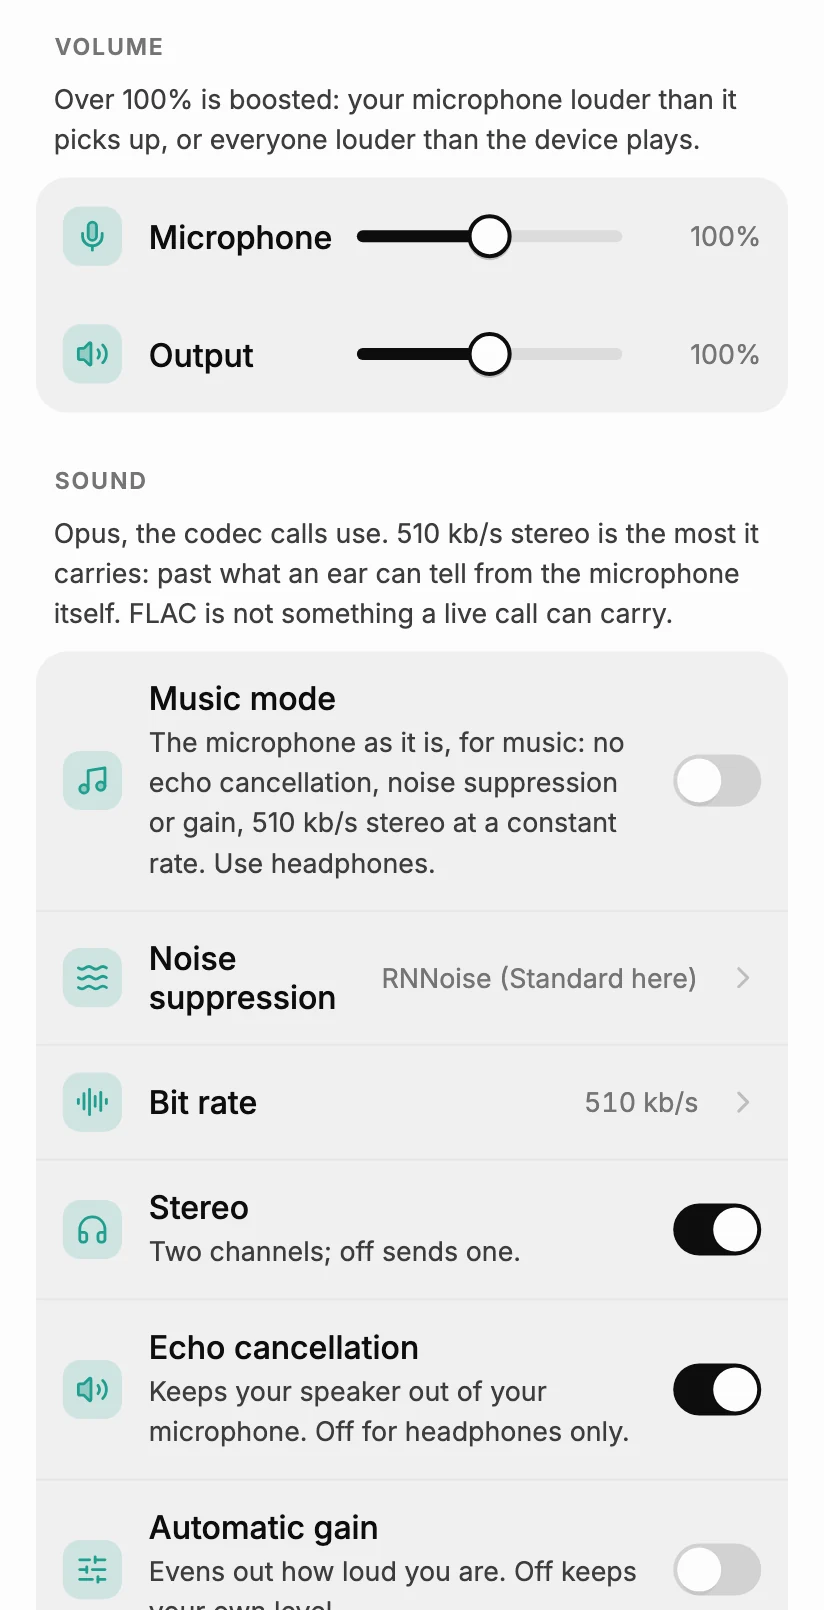 VOLUME
Over 100% is boosted: your microphone louder than it
picks up, or everyone louder than the device plays.
Microphone 100%
Output 100%
SOUND
Opus, the codec calls use. 510 kb/s stereo is the most it
carries: past what an ear can tell from the microphone
itself. FLAC is not something a live call can carry.
Music mode
The microphone as it is, for music: no
echo cancellation, noise suppression
or gain, 510 kb/s stereo at a constant
rate. Use headphones.
Noise
suppression
RNNoise (Standard here)
Bit rate 510 kb/s
Stereo
Two channels; off sends one.
Echo cancellation
Keeps your speaker out of your
microphone. Off for headphones only.
Automatic gain
Evens out how loud you are. Off keeps
your own level.